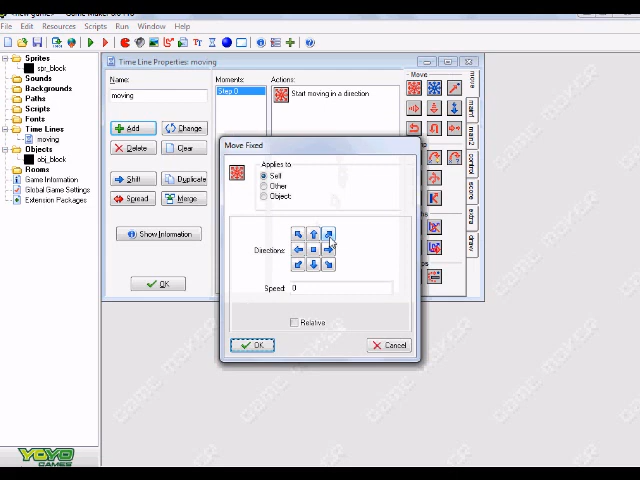 File Edit Resources Scripts Run Window Help
Sprites
spr_block
Sounds
Backgrounds
Paths
Scripts
Fonts
Time Lines
moving
Objects
obj_block
Rooms
Game Information
Global Game Settings
Extension Packages
YOYO
GAMES
Time Line Properties: moving
Name:
moving
Add Change
Delete Clear
Shift Duplicate
Spread Merge
Show Information
OK
Moments:
Step 0
Actions:
Start moving in a direction
Move
move
main1
main2
control
score
extra
draw
Move Fixed
Applies to
Self
Other
Object:
Directions:
Speed: 0
Relative
OK Cancel
GAME MAKER